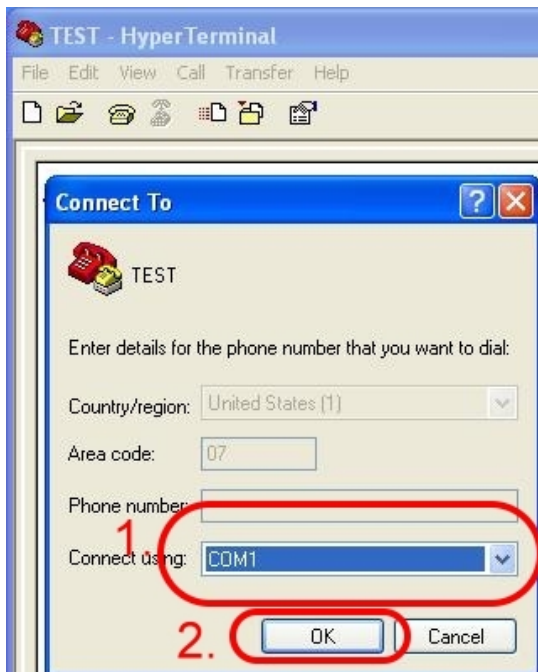 TEST - HyperTerminal
File Edit View Call Transfer Help
Connect To
TEST
Enter details for the phone number that you want to dial:
Country/region: United States (1)
Area code: 07
Phone number:
1.
Connect using: COM1
2. OK Cancel